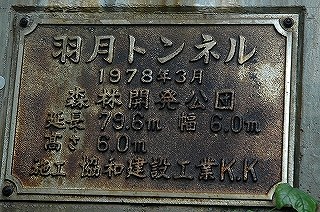 羽月トンネル
1978年3月
森林開発公団
延長 79.6m 幅 6.0m
高さ 6.0m
施工 協和建設工業K.K